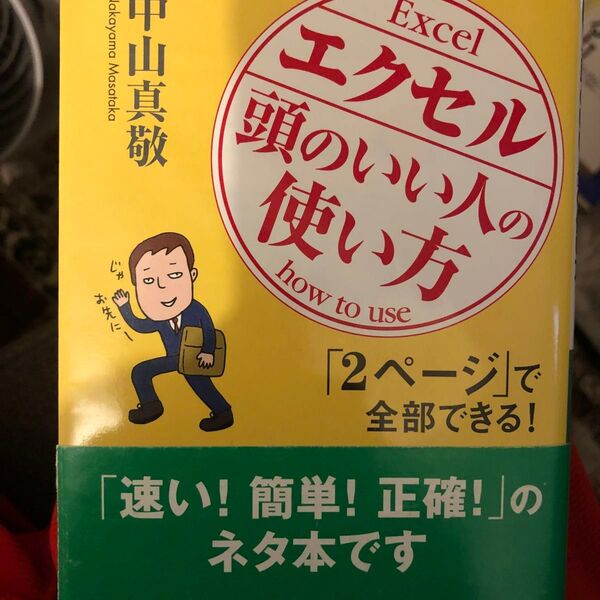 中山真敬
Nakayama Masataka
Excel
エクセル
頭のいい人の
使い方
how to use
じゃ
お先にー
「2ページ」で
全部できる!
「速い! 簡単! 正確!」の
ネタ本です